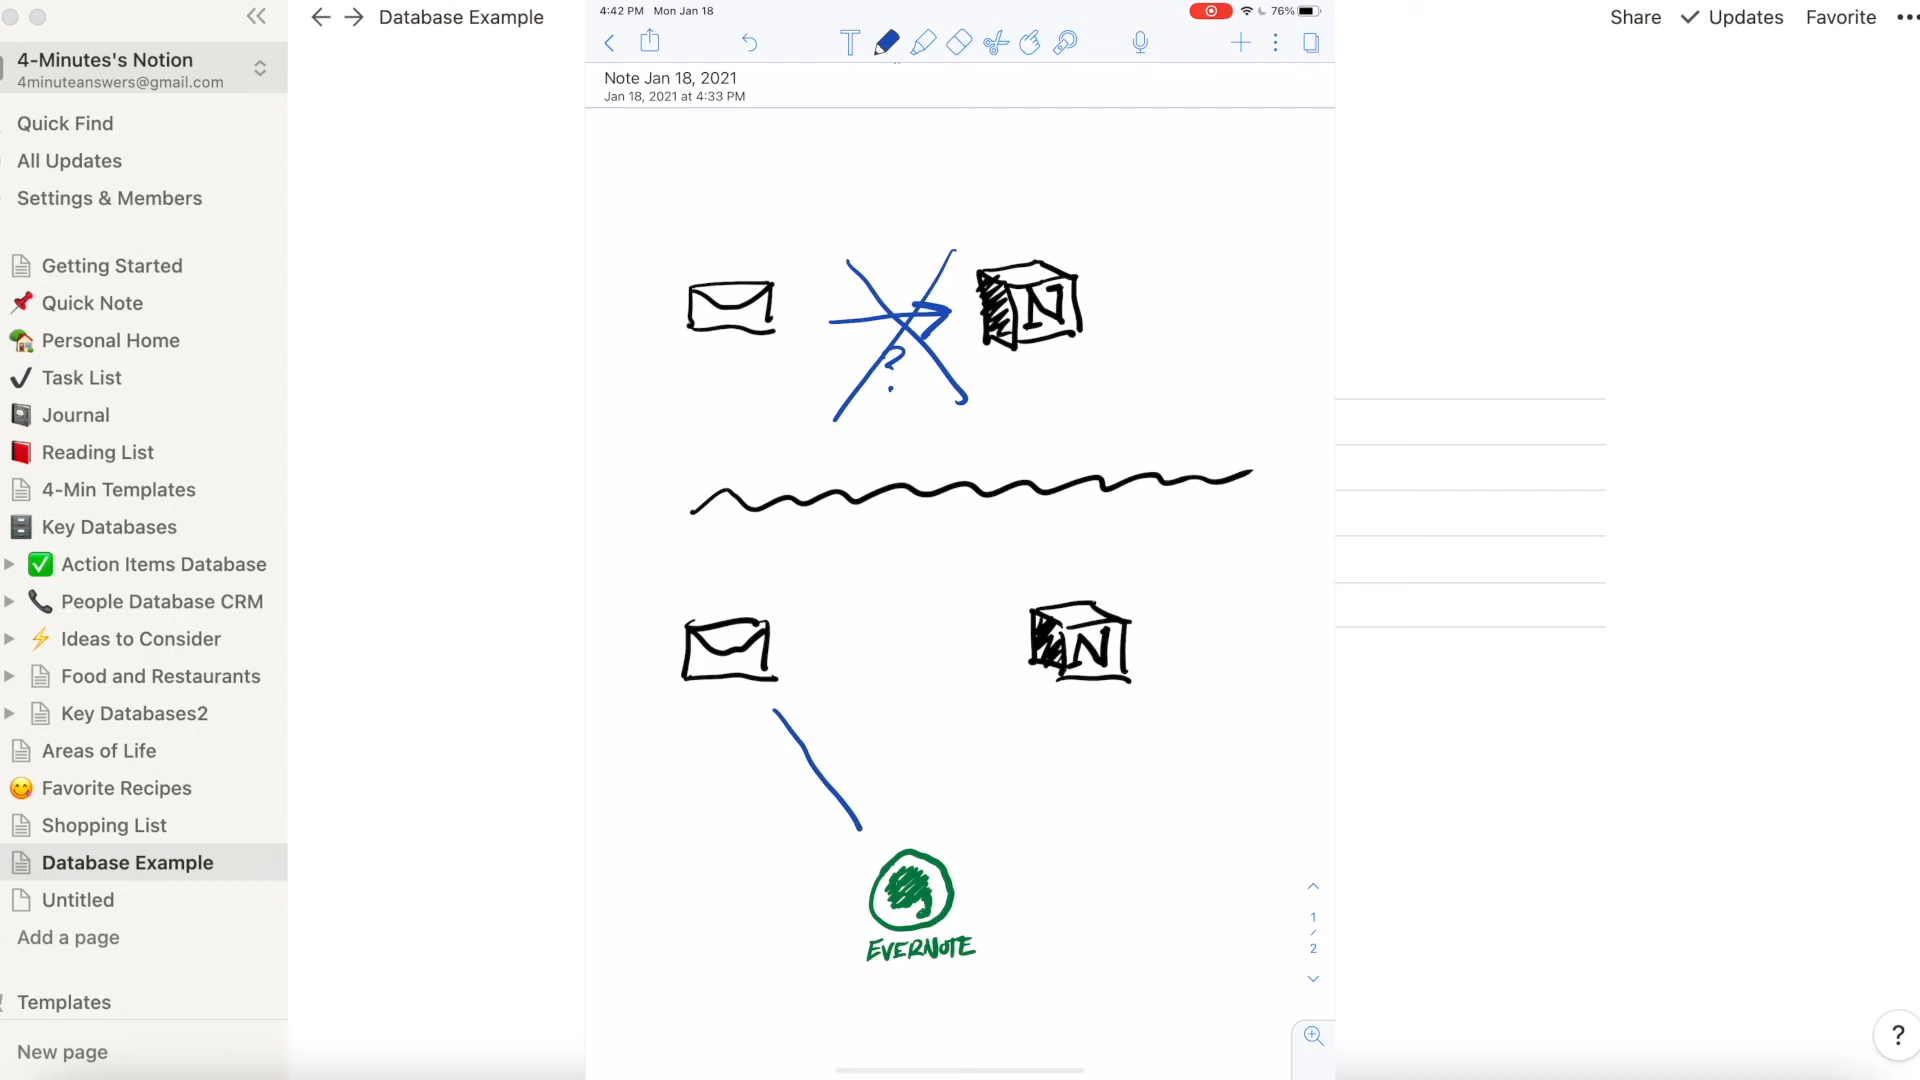 4-Minutes's Notion
4minuteanswers@gmail.com
Quick Find
All Updates
Settings & Members
Getting Started
Quick Note
Personal Home
Task List
Journal
Reading List
4-Min Templates
Key Databases
Action Items Database
People Database CRM
Ideas to Consider
Food and Restaurants
Key Databases2
Areas of Life
Favorite Recipes
Shopping List
Database Example
Untitled
Add a page
Templates
New page
Database Example
4:42 PM Mon Jan 18
76%
T
Note Jan 18, 2021
Jan 18, 2021 at 4:33 PM
N
?
N
EVERNOTE
1
/
2
Share Updates Favorite
?